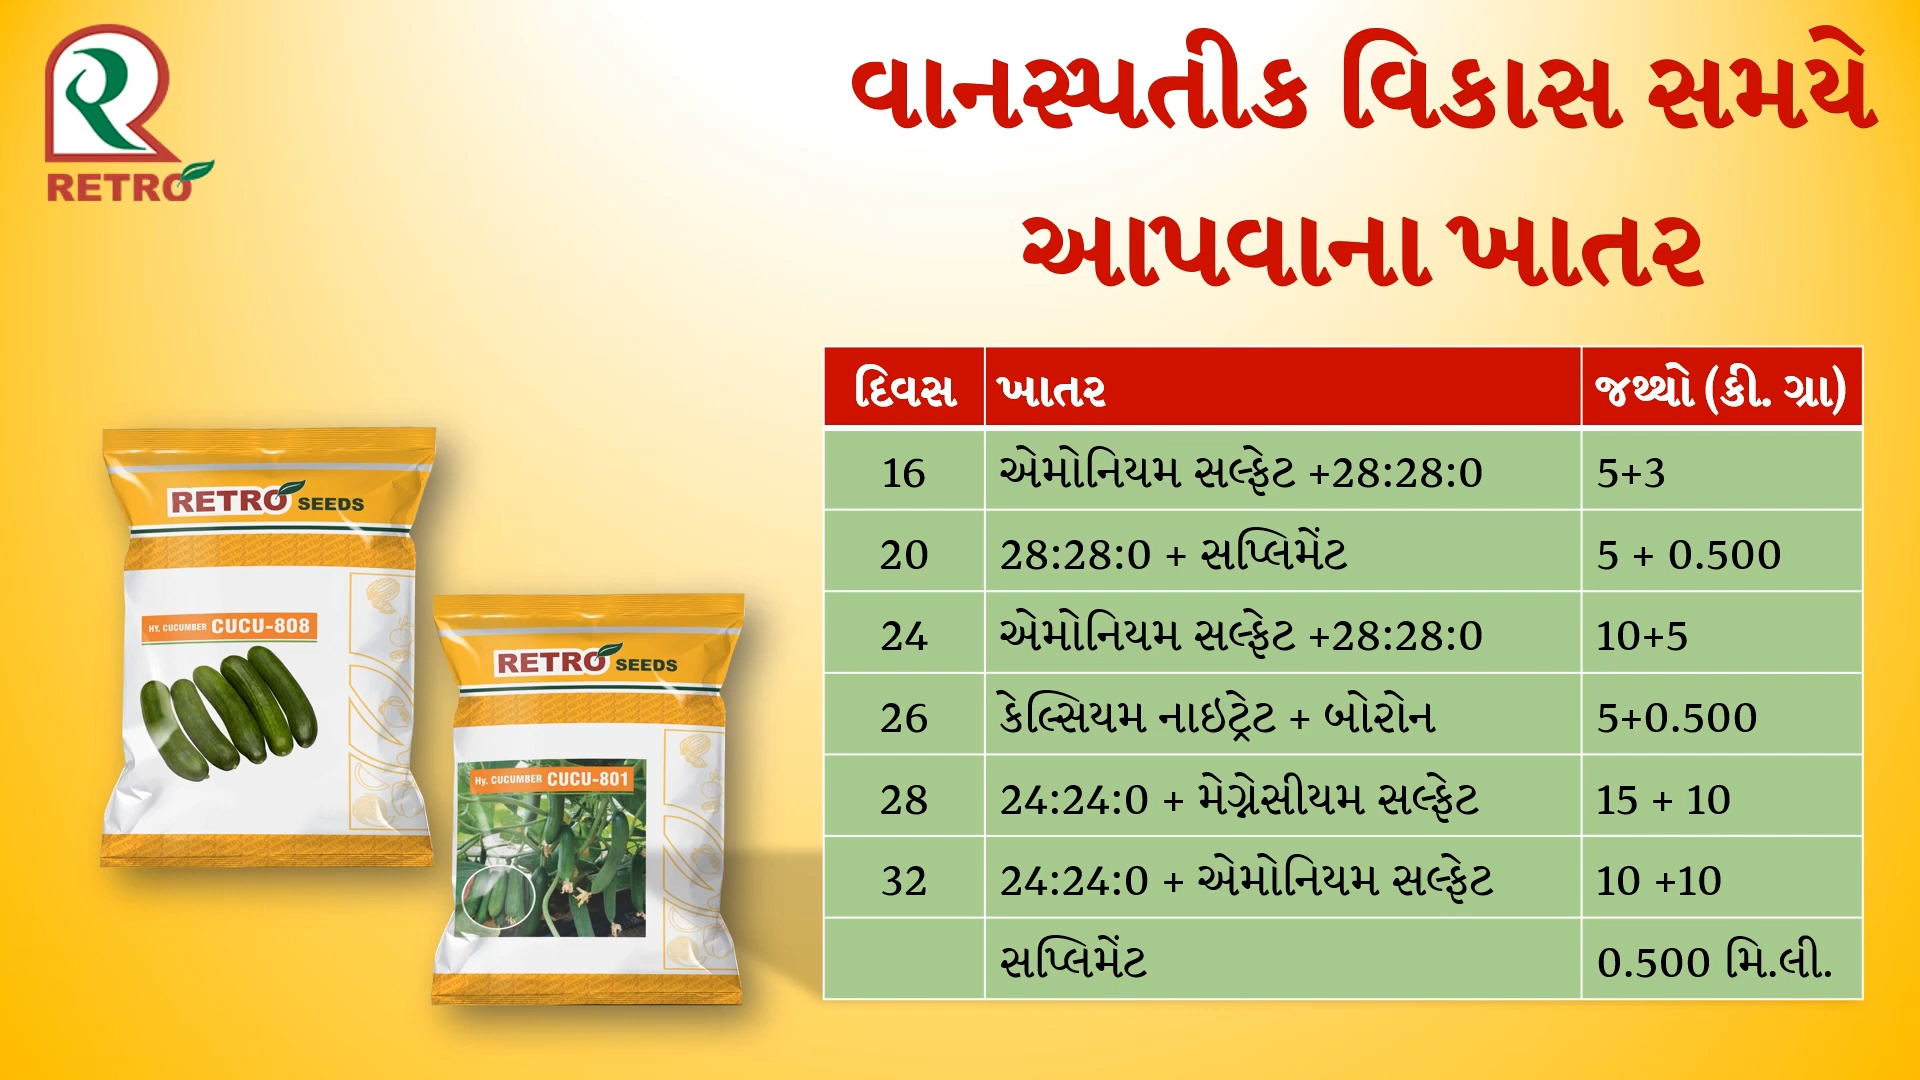 RETRO
વાનસ્પતીક વિકાસ સમયે
આપવાના ખાતર
દિવસ ખાતર જથ્થો (કી. ગ્રા)
16 એમોનિયમ સલ્ફેટ +28:28:0 5+3
20 28:28:0 + સપ્લિમેંટ 5 + 0.500
24 એમોનિયમ સલ્ફેટ +28:28:0 10+5
26 કેલ્સિયમ નાઇટ્રેટ + બોરોન 5+0.500
28 24:24:0 + મેગ્નેસીયમ સલ્ફેટ 15 + 10
32 24:24:0 + એમોનિયમ સલ્ફેટ 10 +10
સપ્લિમેંટ 0.500 મિ.લી.
RETRO SEEDS
HY. CUCUMBER CUCU-808
RETRO SEEDS
Hy. CUCUMBER CUCU-801